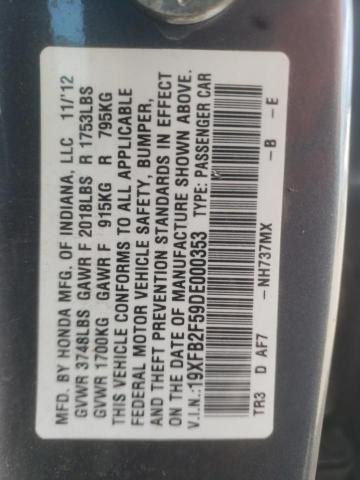 MFD. BY HONDA MFG. OF INDIANA, LLC 11/'12
GVWR 3748LBS GAWR F 2018LBS R 1753LBS
GVWR 1700KG GAWR F 915KG R 795KG
THIS VEHICLE CONFORMS TO ALL APPLICABLE
FEDERAL MOTOR VEHICLE SAFETY, BUMPER,
AND THEFT PREVENTION STANDARDS IN EFFECT
ON THE DATE OF MANUFACTURE SHOWN ABOVE.
V.I.N.:19XFB2F59DE000353 TYPE: PASSENGER CAR
TR3 D AF7 -NH737MX -B -E